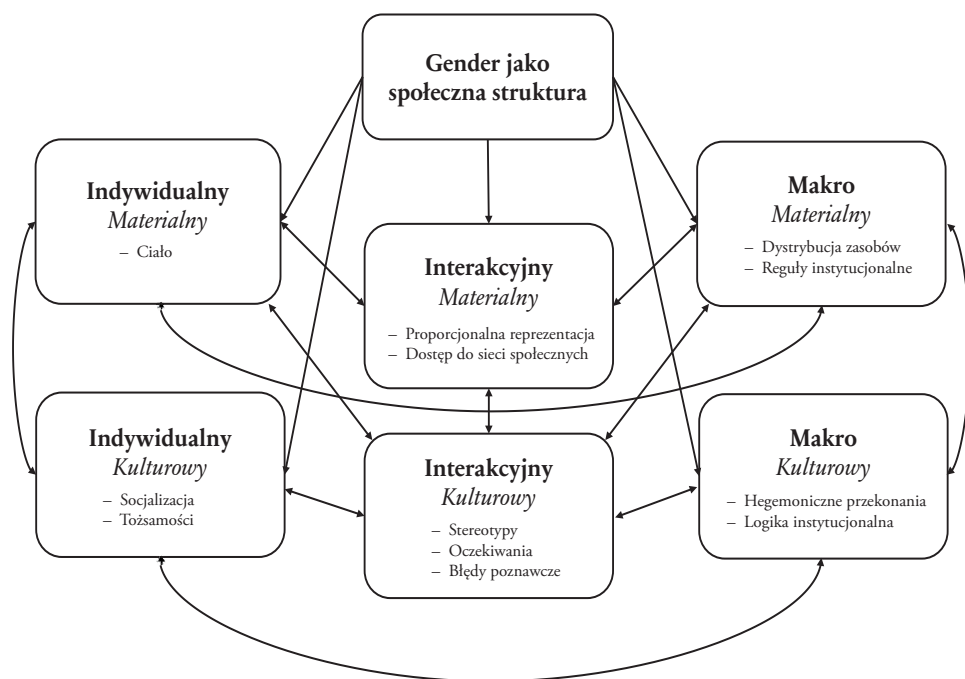 Gender jako
społeczna struktura
Indywidualny
Materialny
– Ciało
Interakcyjny
Materialny
– Proporcjonalna reprezentacja
– Dostęp do sieci społecznych
Makro
Materialny
– Dystrybucja zasobów
– Reguły instytucjonalne
Indywidualny
Kulturowy
– Socjalizacja
– Tożsamości
Interakcyjny
Kulturowy
– Stereotypy
– Oczekiwania
– Błędy poznawcze
Makro
Kulturowy
– Hegemoniczne przekonania
– Logika instytucjonalna